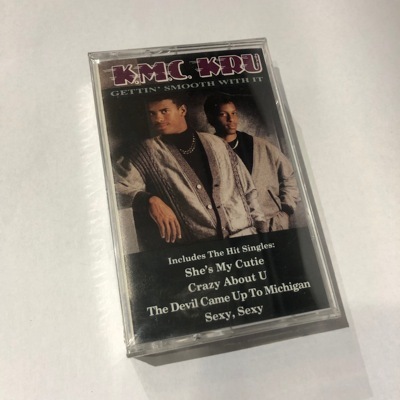 K.M.C. KRU
GETTIN' SMOOTH WITH IT
Includes The Hit Singles:
She's My Cutie
Crazy About U
The Devil Came Up To Michigan
Sexy, Sexy